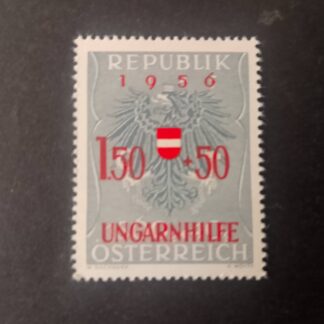 REPUBLIK
1956
1.50 + 50
UNGARNHILFE
ÖSTERREICH